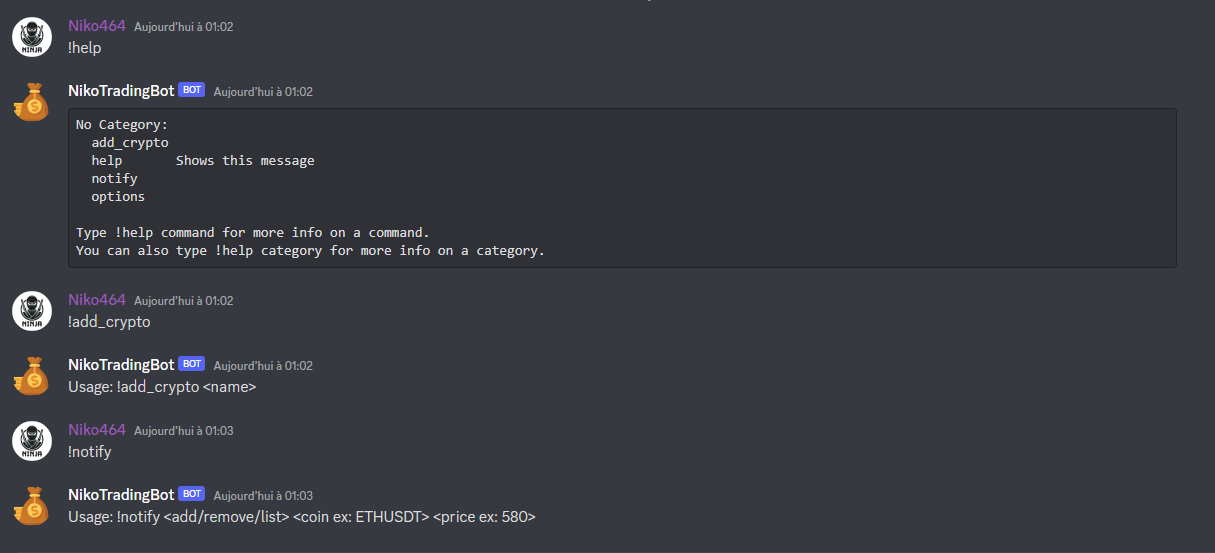 Niko464 Aujourd'hui à 01:02
!help
NikoTradingBot BOT Aujourd'hui à 01:02
No Category:
  add_crypto
  help       Shows this message
  notify
  options
Type !help command for more info on a command.
You can also type !help category for more info on a category.
NINJA
Niko464 Aujourd'hui à 01:02
!add_crypto
NINJA
NikoTradingBot BOT Aujourd'hui à 01:02
Usage: !add_crypto <name>
Niko464 Aujourd'hui à 01:03
!notify
NINJA
NikoTradingBot BOT Aujourd'hui à 01:03
Usage: !notify <add/remove/list> <coin ex: ETHUSDT> <price ex: 580>